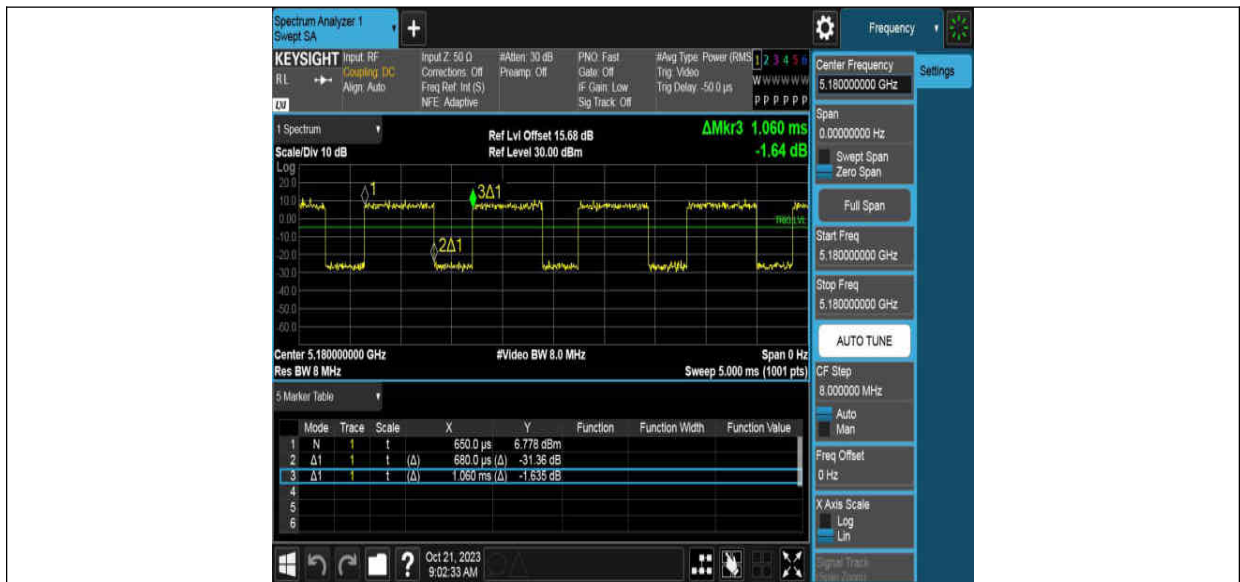 Spectrum Analyzer 1
Swept SA
+
Frequency
KEYSIGHT
RL
LXI
Input: RF
Coupling: DC
Align: Auto
Input Z: 50 Ω
Corrections: Off
Freq Ref: Int (S)
NFE: Adaptive
#Atten: 30 dB
Preamp: Off
PNO: Fast
Gate: Off
IF Gain: Low
Sig Track: Off
#Avg Type: Power (RMS
Trig: Video
Trig Delay: -50.0 µs
1 2 3 4 5 6
W W W W W W
P P P P P P
Center Frequency
5.180000000 GHz
Settings
Span
0.00000000 Hz
Swept Span
Zero Span
Full Span
Start Freq
5.180000000 GHz
Stop Freq
5.180000000 GHz
AUTO TUNE
CF Step
8.000000 MHz
Auto
Man
Freq Offset
0 Hz
X Axis Scale
Log
Lin
Signal Track
(Span Zoom)
1 Spectrum
Scale/Div 10 dB
Ref Lvl Offset 15.68 dB
Ref Level 30.00 dBm
ΔMkr3 1.060 ms
-1.64 dB
Log
20.0
10.0
0.00
-10.0
-20.0
-30.0
-40.0
-50.0
-60.0
1
3Δ1
2Δ1
TRIG LVL
Center 5.180000000 GHz
Res BW 8 MHz
#Video BW 8.0 MHz
Span 0 Hz
Sweep 5.000 ms (1001 pts)
5 Marker Table
Mode Trace Scale X Y Function Function Width Function Value
1 N 1 t 650.0 µs 6.778 dBm
2 Δ1 1 t (Δ) 680.0 µs (Δ) -31.36 dB
3 Δ1 1 t (Δ) 1.060 ms (Δ) -1.635 dB
4
5
6
?
Oct 21, 2023
9:02:33 AM